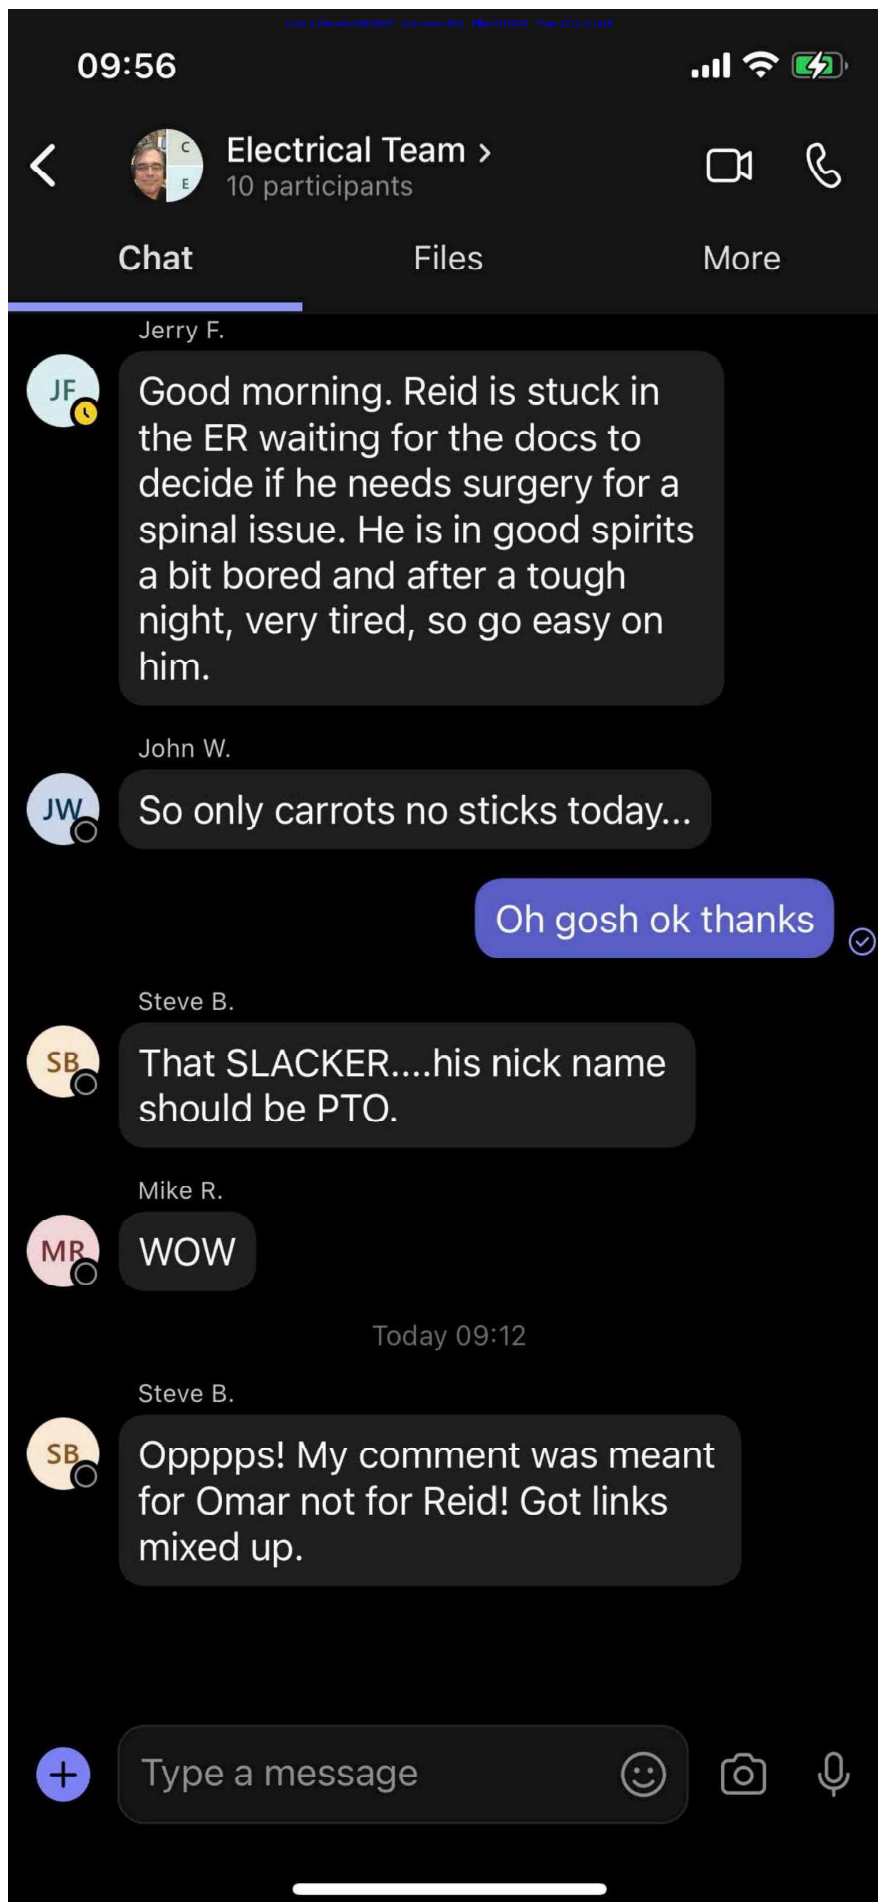 09:56
Electrical Team >
10 participants
C
E
Chat Files More
Jerry F.
JF
Good morning. Reid is stuck in
the ER waiting for the docs to
decide if he needs surgery for a
spinal issue. He is in good spirits
a bit bored and after a tough
night, very tired, so go easy on
him.
John W.
JW
So only carrots no sticks today...
Oh gosh ok thanks
Steve B.
SB
That SLACKER....his nick name
should be PTO.
Mike R.
MR
WOW
Today 09:12
Steve B.
SB
Oppppps! My comment was meant
for Omar not for Reid! Got links
mixed up.
Type a message